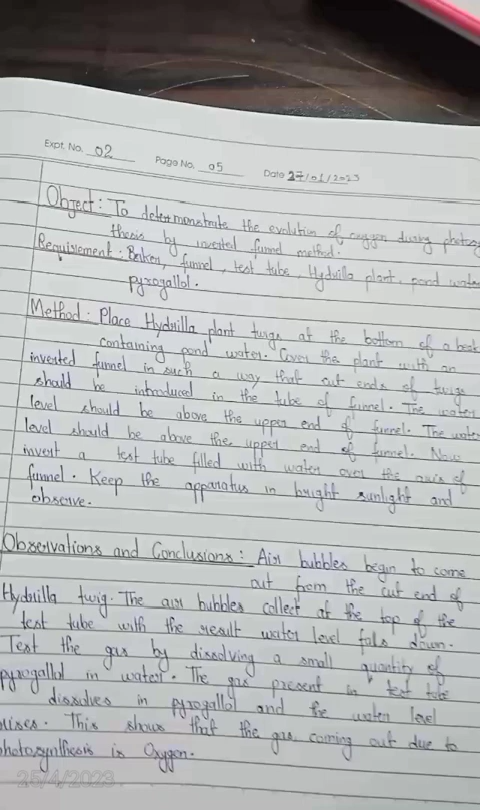 Expt. No. 02 Page No. 05 Date 27/01/2023
Object: To determonstrate the evolution of oxygen during photosy
thesis by inverted funnel method.
Requirement: Beaker, funnel, test tube, Hydrilla plant, pond water
pyrogallol.
Method: Place Hydrilla plant twigs at the bottom of a beak
containing pond water. Cover the plant with an
inverted funnel in such a way that cut ends of twigs
should be introduced in the tube of funnel. The water
level should be above the upper end of funnel. The water
level should be above the upper end of funnel. Now
invert a test tube filled with water over the axis of
funnel. Keep the apparatus in bright sunlight and
observe.
Observations and Conclusions: Air bubbles begin to come
out from the cut end of
Hydrilla twig. The air bubbles collect at the top of the
test tube with the result water level falls down.
Test the gas by dissolving a small quantity of
pyrogallol in water. The gas present in test tube
dissolves in pyrogallol and the water level
rises. This shows that the gas coming out due to
photosynthesis is Oxygen.
25/4/2023